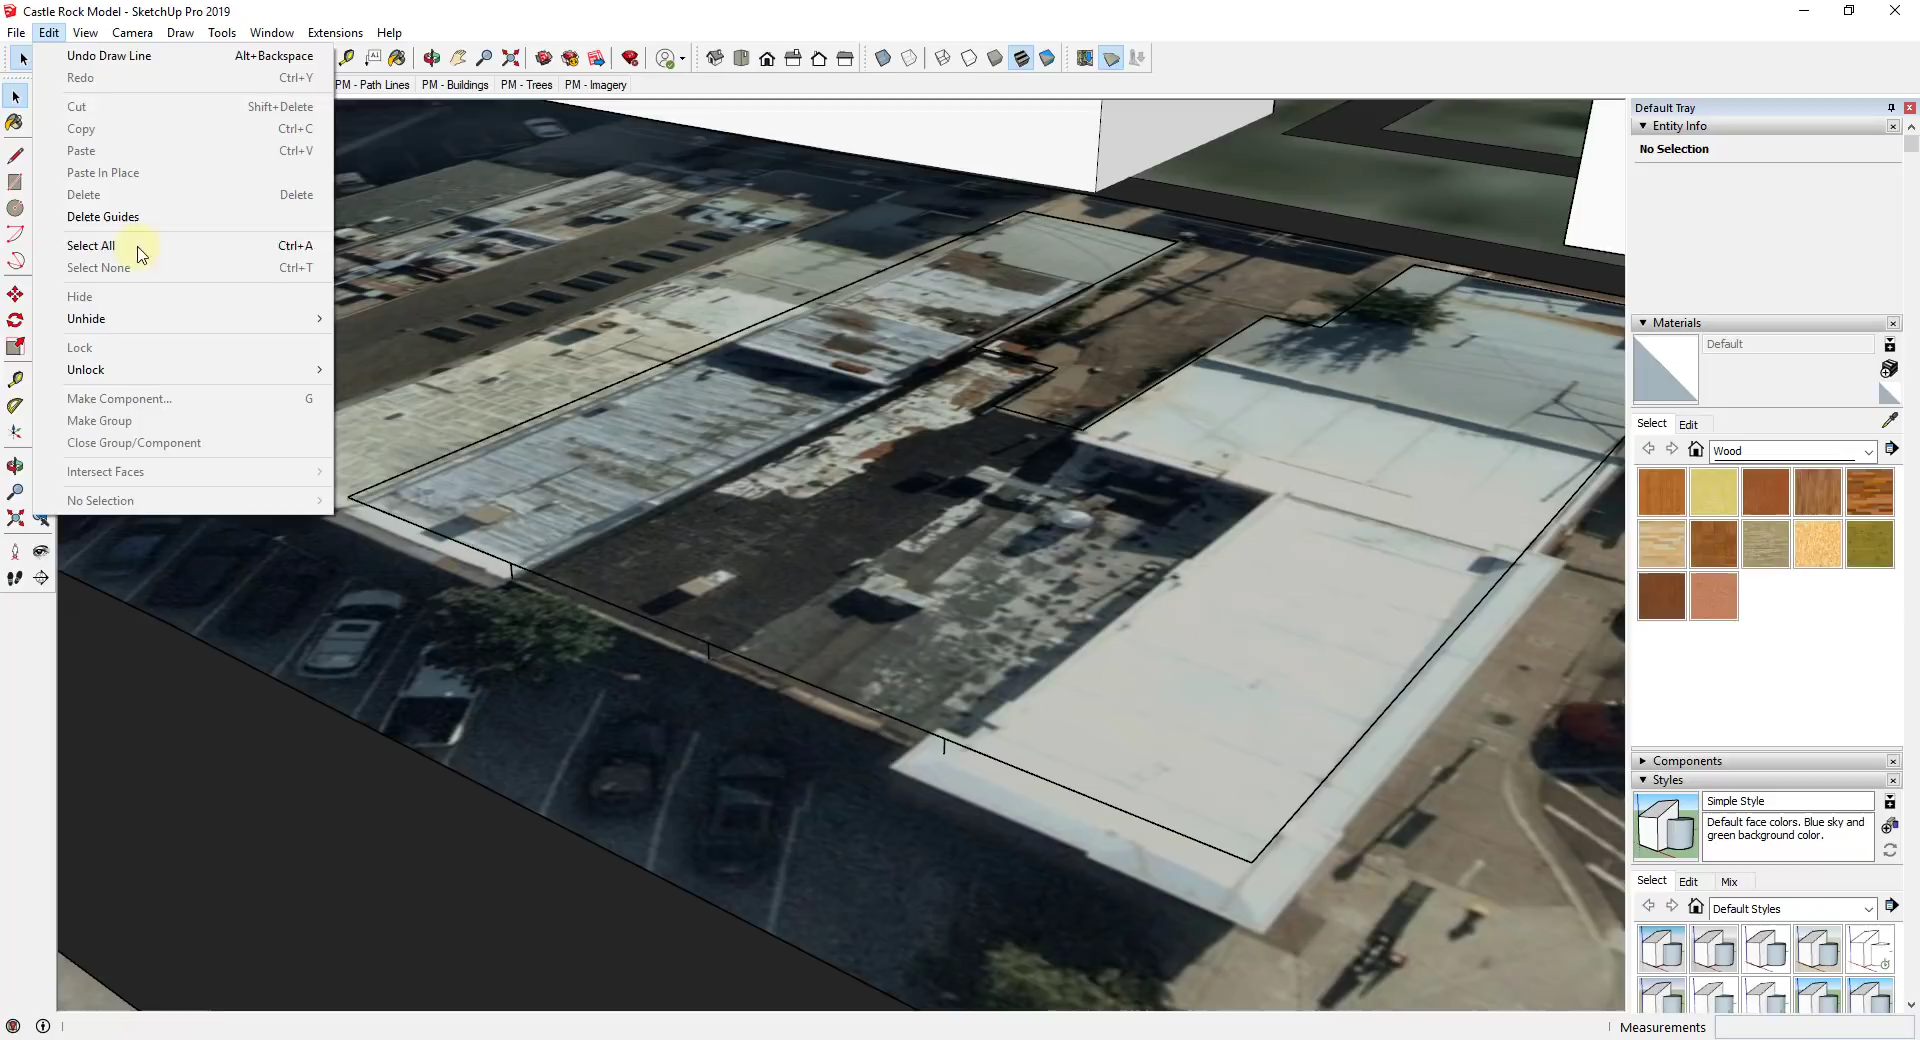 Castle Rock Model - SketchUp Pro 2019
File Edit View Camera Draw Tools Window Extensions Help
Undo Draw Line Alt+Backspace
Redo Ctrl+Y
Cut Shift+Delete
Copy Ctrl+C
Paste Ctrl+V
Paste In Place
Delete Delete
Delete Guides
Select All Ctrl+A
Select None Ctrl+T
Hide
Unhide
Lock
Unlock
Make Component... G
Make Group
Close Group/Component
Intersect Faces
No Selection
PM - Path Lines PM - Buildings PM - Trees PM - Imagery
Default Tray
Entity Info
No Selection
Materials
Default
Select Edit
Wood
Components
Styles
Simple Style
Default face colors. Blue sky and
green background color.
Select Edit Mix
Default Styles
Measurements